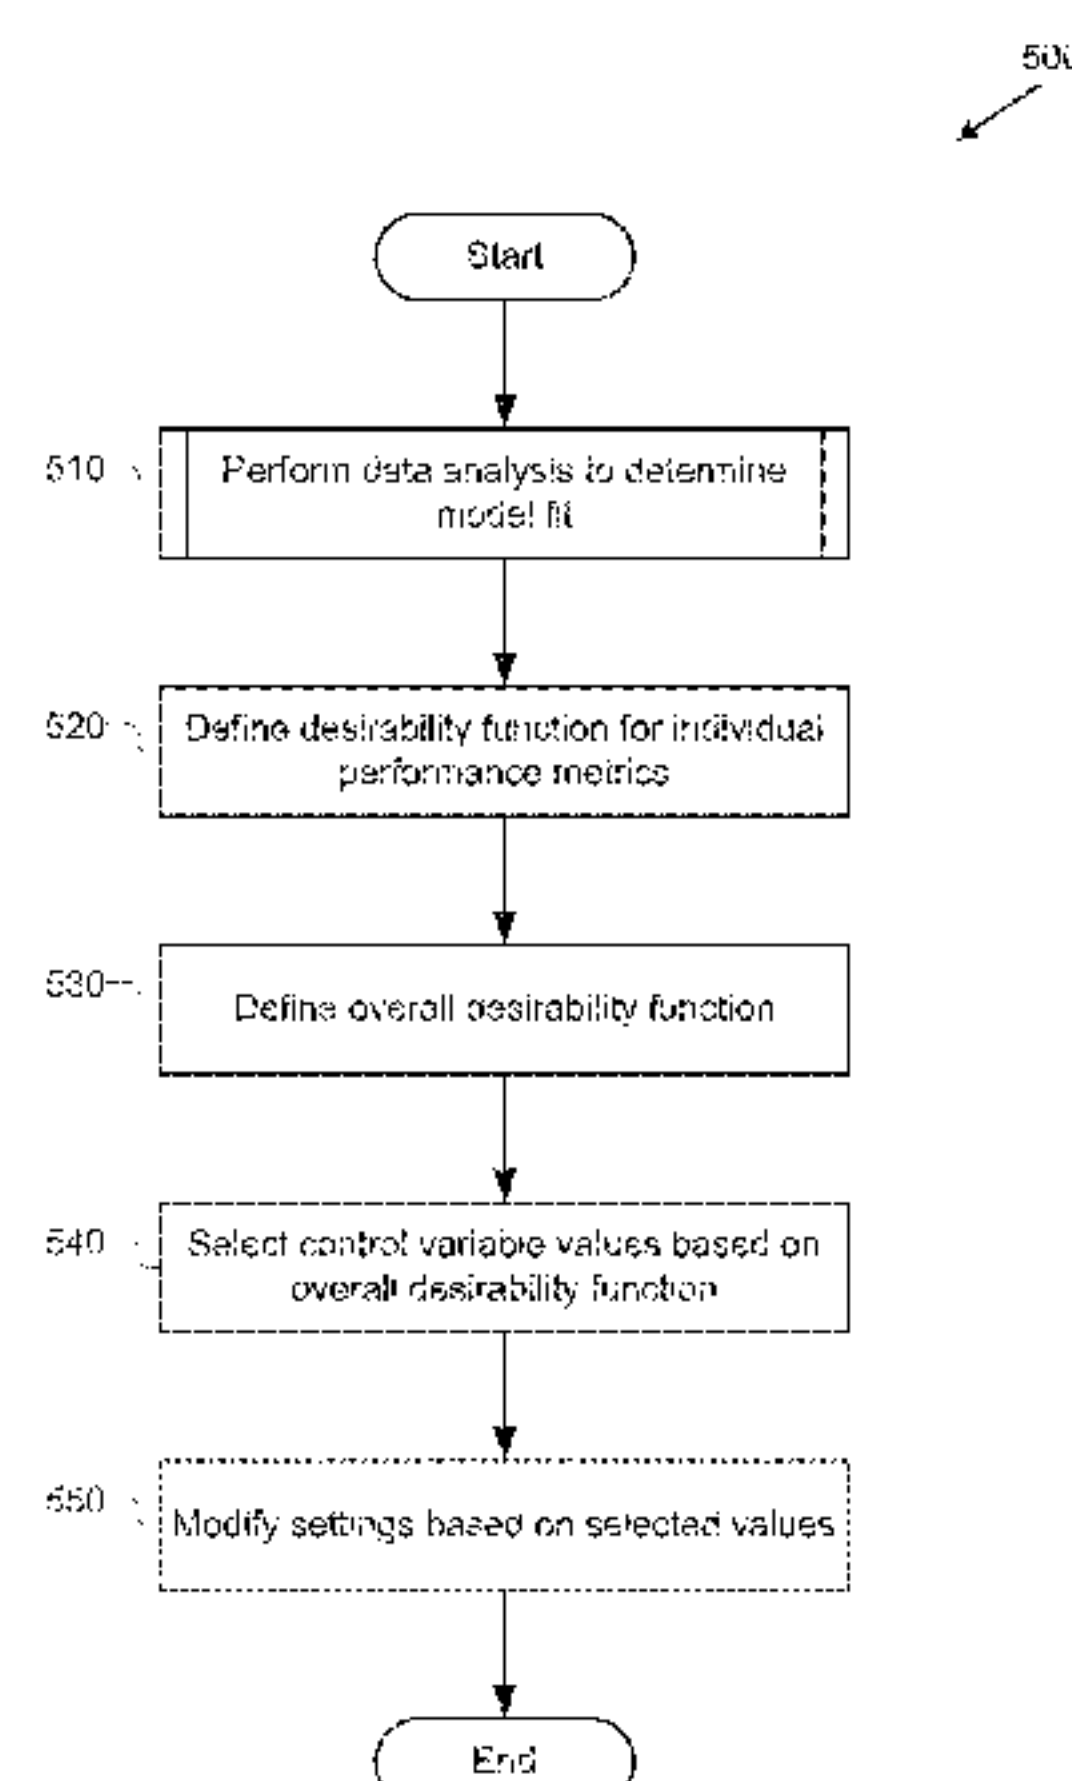 500
Start
510
Perform data analysis to determine
model fit
520
Define desirability function for individual
performance metrics
530
Define overall desirability function
540
Select control variable values based on
overall desirability function
550
Modify settings based on selected values
End